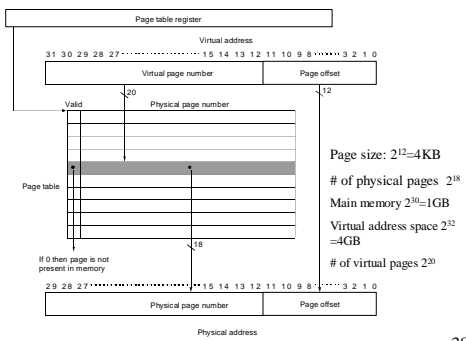 Page table register
Virtual address
31 30 29 28 27 15 14 13 12 11 10 9 8 3 2 1 0
Virtual page number Page offset
20 12
Valid Physical page number
Page table
Page size: 2¹²=4KB
# of physical pages 2¹⁸
Main memory 2³⁰=1GB
Virtual address space 2³²
=4GB
# of virtual pages 2²⁰
18
If 0 then page is not
present in memory
29 28 27 15 14 13 12 11 10 9 8 3 2 1 0
Physical page number Page offset
Physical address